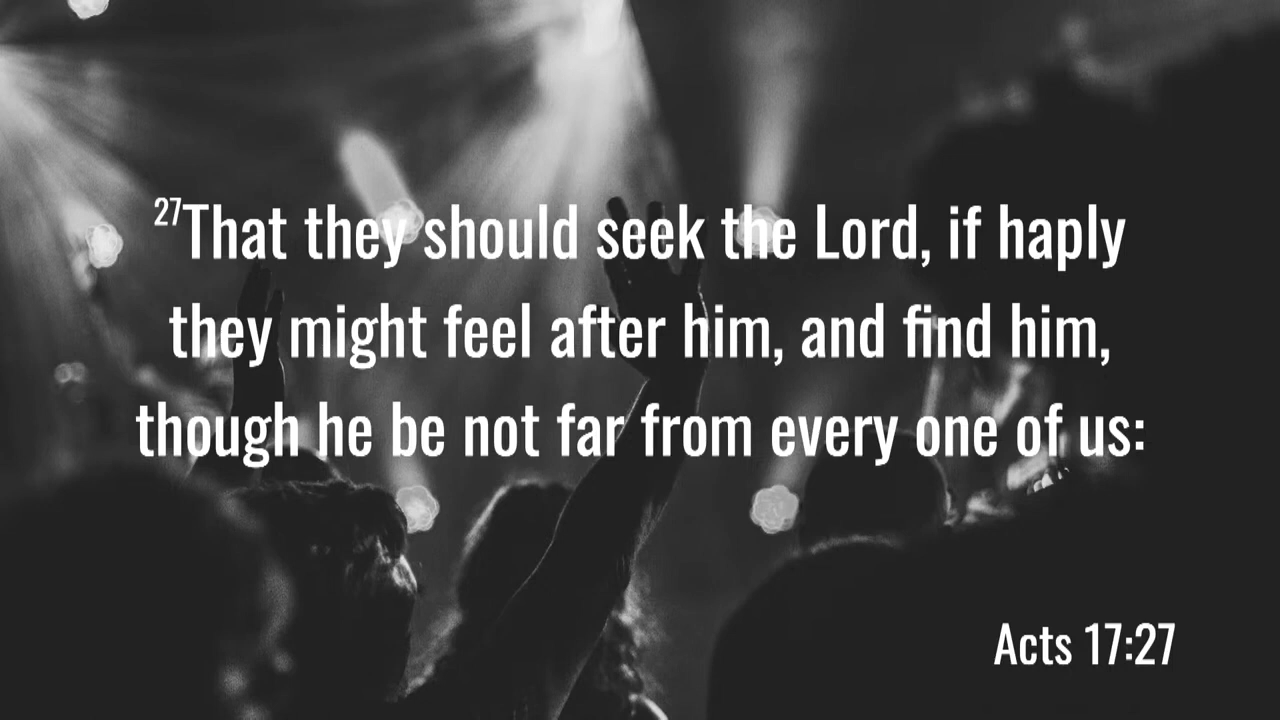 27That they should seek the Lord, if haply
they might feel after him, and find him,
though he be not far from every one of us:
Acts 17:27